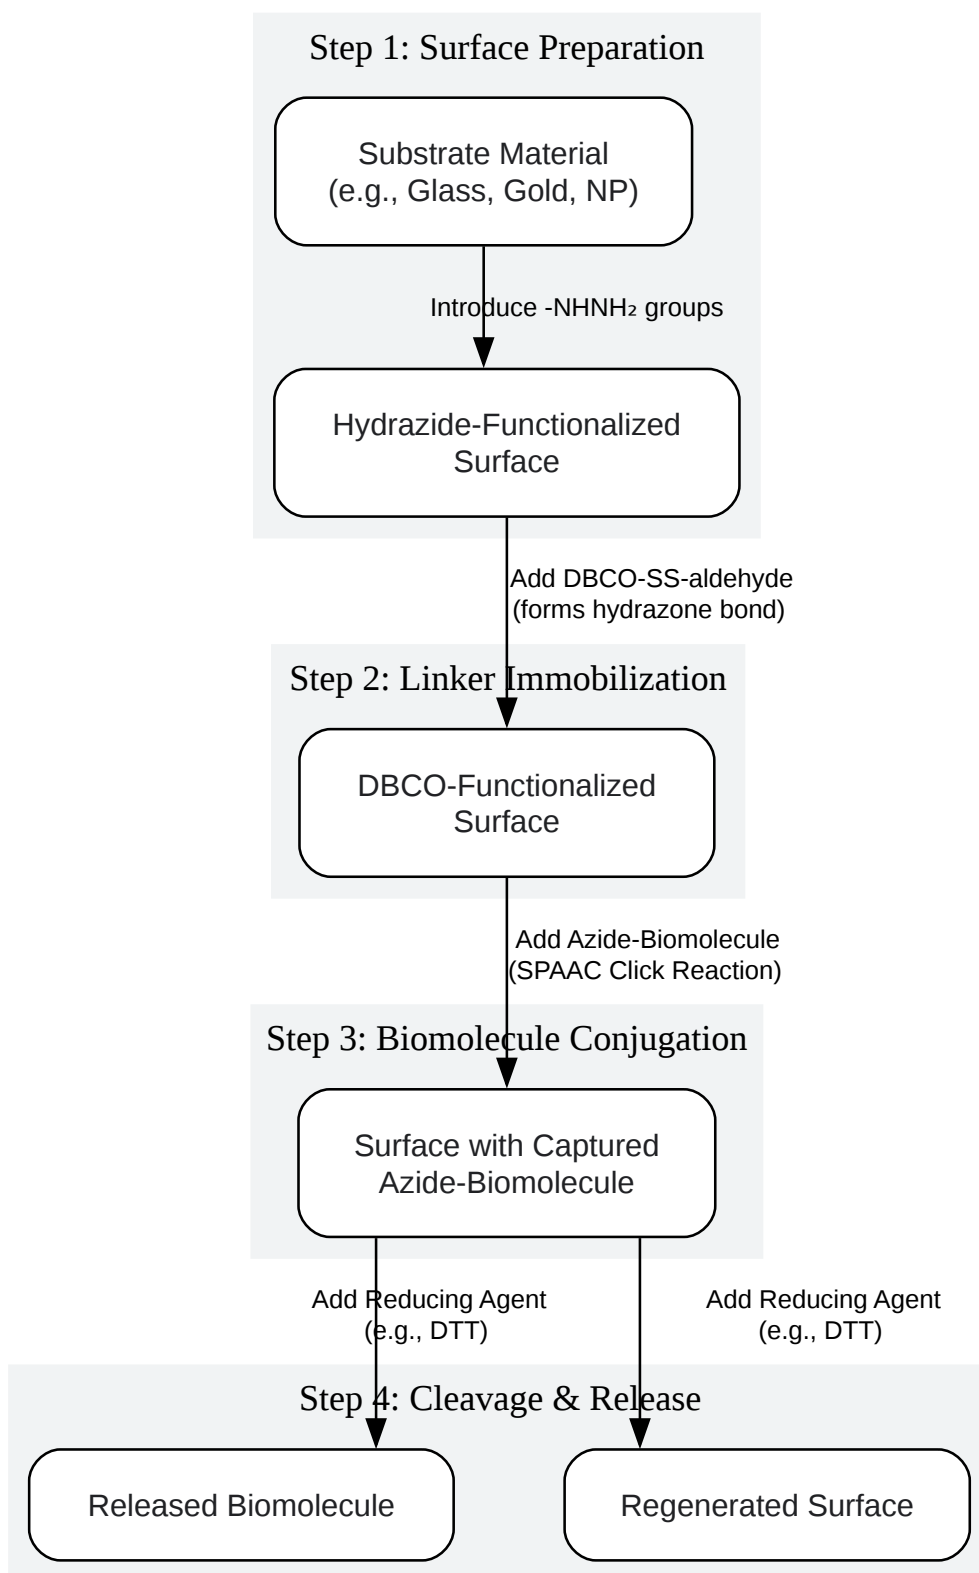 Step 1: Surface Preparation
Substrate Material
(e.g., Glass, Gold, NP)
Introduce -NHNH₂ groups
Hydrazide-Functionalized
Surface
Add DBCO-SS-aldehyde
(forms hydrazone bond)
Step 2: Linker Immobilization
DBCO-Functionalized
Surface
Add Azide-Biomolecule
(SPAAC Click Reaction)
Step 3: Biomolecule Conjugation
Surface with Captured
Azide-Biomolecule
Add Reducing Agent
(e.g., DTT)
Add Reducing Agent
(e.g., DTT)
Step 4: Cleavage & Release
Released Biomolecule
Regenerated Surface